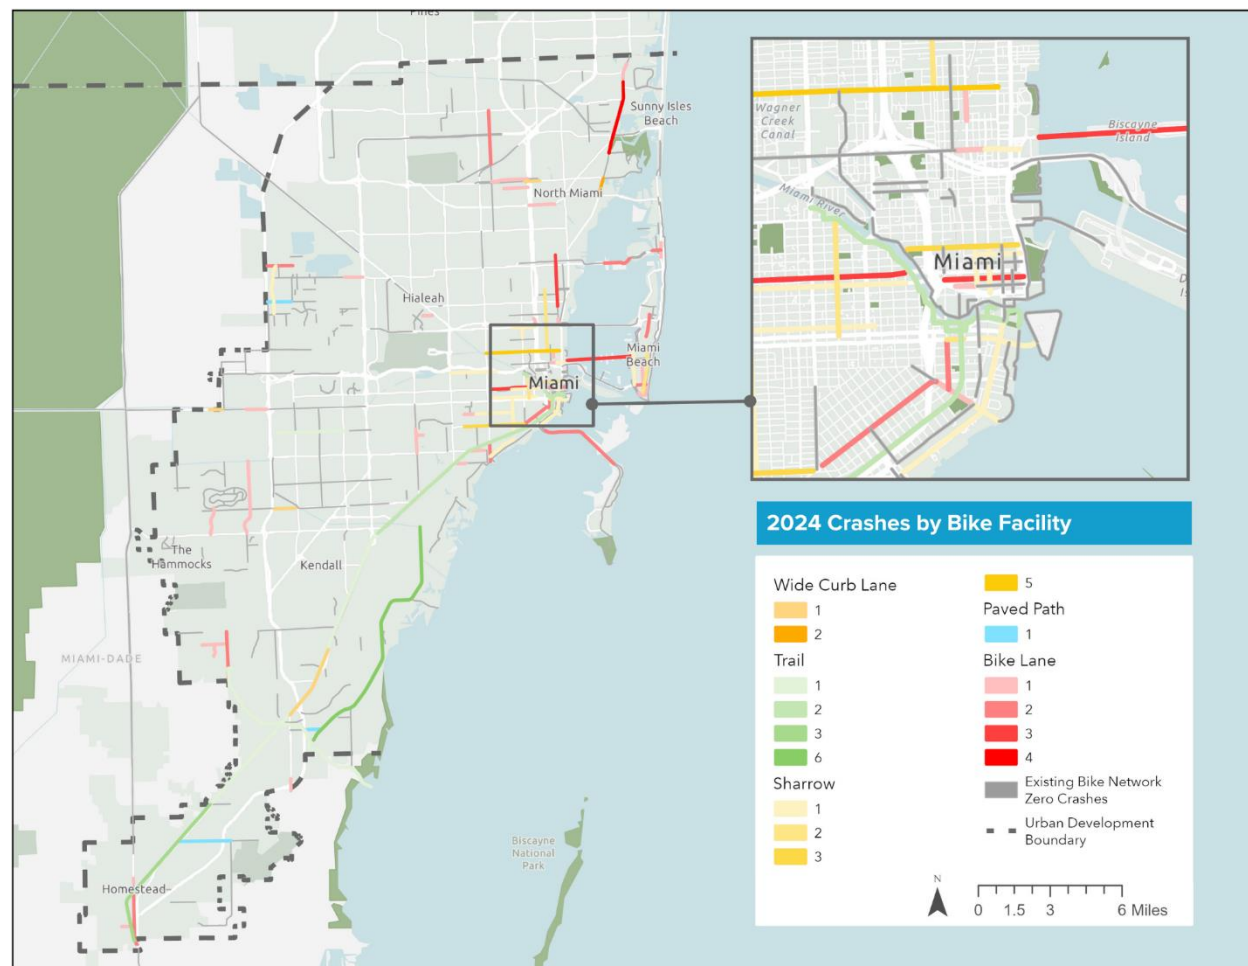 Pines
Sunny Isles
Beach
North Miami
Hialeah
Miami
Beach
Miami
The
Hammocks
Kendall
MIAMI-DADE
Homestead
Biscayne
National
Park
Wagner
Creek
Canal
Biscayne
Island
Miami River
Miami
2024 Crashes by Bike Facility
Wide Curb Lane
1
2
Trail
1
2
3
6
Sharrow
1
2
3
5
Paved Path
1
Bike Lane
1
2
3
4
Existing Bike Network
Zero Crashes
Urban Development
Boundary
N
0 1.5 3 6 Miles